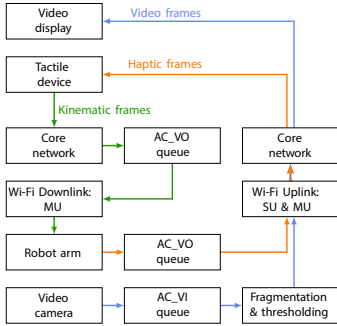 Video
display
Video frames
Tactile
device
Haptic frames
Kinematic frames
Core
network
AC_VO
queue
Core
network
Wi-Fi Downlink:
MU
Wi-Fi Uplink:
SU & MU
Robot arm
AC_VO
queue
Video
camera
AC_VI
queue
Fragmentation
& thresholding